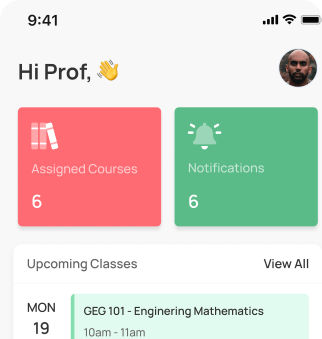 9:41
Hi Prof, 👋
Assigned Courses
6
Notifications
6
Upcoming Classes
View All
MON
19
GEG 101 - Enginering Mathematics
10am - 11am